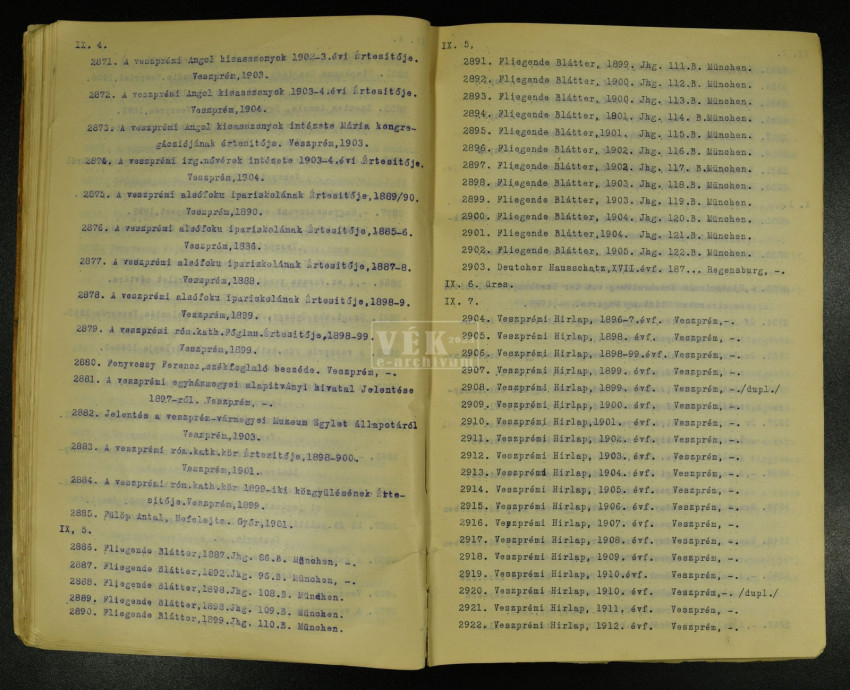 IX. 4.
2871. A veszprémi Angol kisasszonyok 1902-3.évi Értesitője.
Veszprém,1903.
2872. A veszprémi Angol kisasszonyok 1903-4.évi Értesitője.
Veszprém,1904.
2873. A veszprémi Angol kisasszonyok intézete Mária kongre-
gációjának értesitője. Veszprém,1903.
2874. A veszprémi irg.nővérek intézete 1903-4.évi Értesitője.
Veszprém,1904.
2875. A veszprémi alsófoku ipariskolának Értesitője,1889/90.
Veszprém,1890.
2876. A veszprémi alsófoku ipariskolának Értesitője,1885-6.
Veszprém,1886.
2877. A veszprémi alsófoku ipariskolának Értesitője,1887-8.
Veszprém,1888.
2878. A veszprémi alsófoku ipariskolának Értesitője,1898-9.
Veszprém,1899.
2879. A veszprémi róm.kath.Főgimn.Értesitője,1898-99.
Veszprém,1899.
2880. Fenyvessy Ferenc székfoglaló beszéde. Veszprém, -.
2881. A veszprémi egyházmegyei alapitványi hivatal Jelentése
1897-ről. Veszprém, -.
2882. Jelentés a veszprém-vármegyei Muzeum Egylet állapotáról
Veszprém,1903.
2883. A veszprémi róm.kath.kör Értesitője,1898-900.
Veszprém,1901.
2884. A veszprémi róm.kath.kör 1899-iki közgyülésének Érte-
sitője.Veszprém,1899.
2885. Fülöp Antal, Nefelejts. Győr,1901.
IX, 5.
2886. Fliegende Blátter,1887.Jhg. 86.B. München, -.
2887. Fliegende Blátter,1892.Jhg. 96.B. München, -.
2888. Fliegende Blátter,1898.Jhg. 108.B. München.
2889. Fliegende Blátter,1898.Jhg. 109.B. München.
2890. Fliegende Blátter,1899.Jhg. 110.B. München.
IX. 5.
2891. Fliegende Blátter, 1899. Jhg. 111.B. München.
2892. Fliegende Blátter, 1900. Jhg. 112.B. München.
2893. Fliegende Blátter, 1900. Jhg. 113.B. München.
2894. Fliegende Blátter, 1901. Jhg. 114. B.München.
2895. Fliegende Blátter,1901. Jhg. 115.B. München.
2896. Fliegende Blátter, 1902. Jhg. 116.B.München.
2897. Fliegende Blátter, 1902. Jhg. 117. B.München.
2898. Fliegende Blátter, 1903. Jhg. 118.B. München.
2899. Fliegende Blátter, 1903. Jhg. 119.B. München.
2900. Fliegende Blátter, 1904. Jhg. 120.B. München.
2901. Fliegende Blátter,1904. Jhg. 121.B. München.
2902. Fliegende Blátter, 1905. Jhg. 122.B. München.
2903. Deutcher Hausschatz,XVII.évf. 187... Regensburg, -.
IX. 6. üres.
IX. 7.
2904. Veszprémi Hirlap, 1896-7.évf. Veszprém,-.
2905. Veszprémi Hirlap, 1898. évf. Veszprém, -.
2906. Veszprémi Hirlap, 1898-99.évf. Veszprém,-.
2907. Veszprémi Hirlap, 1899. évf. Veszprém, -.
2908. Veszprémi Hirlap, 1899. évf. Veszprém, -./dupl./
2909. Veszprémi Hirlap, 1900. évf. Veszprém, -.
2910. Veszprémi Hirlap,1901. évf. Veszprém, -.
2911. Veszprémi Hirlap, 1902. évf. Veszprém, -.
2912. Veszprémi Hirlap, 1903. évf. Veszprém, -.
2913. Veszprémi Hirlap, 1904. évf. Veszprém, -.
2914. Veszprémi Hirlap, 1905. évf. Veszprém, -.
2915. Veszprémi Hirlap, 1906. évf. Veszprém, -.
2916. Veszprémi Hirlap, 1907. évf. Veszprém, -.
2917. Veszprémi Hirlap, 1908. évf. Veszprém, -.
2918. Veszprémi Hirlap, 1909. évf. Veszprém, -.
2919. Veszprémi Hirlap, 1910.évf. Veszprém, -.
2920. Veszprémi Hirlap, 1910. évf. Veszprém,-. /dupl./
2921. Veszprémi Hirlap, 1911. évf. Veszprém, -.
2922. Veszprémi Hirlap, 1912. évf. Veszprém, -.
VÉK
e-archivum